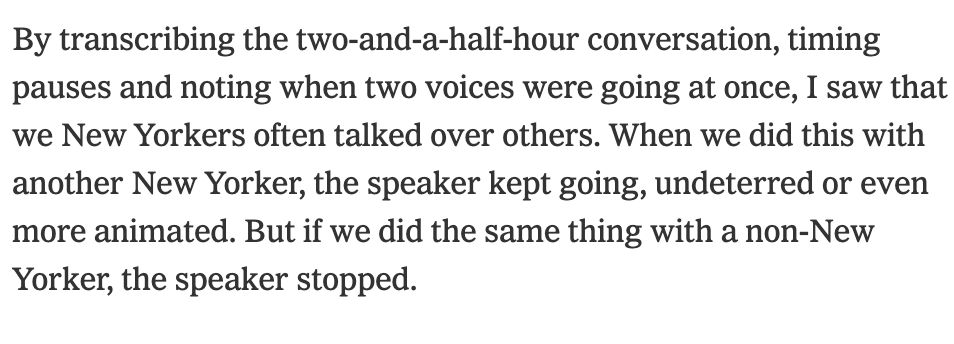 By transcribing the two-and-a-half-hour conversation, timing
pauses and noting when two voices were going at once, I saw that
we New Yorkers often talked over others. When we did this with
another New Yorker, the speaker kept going, undeterred or even
more animated. But if we did the same thing with a non-New
Yorker, the speaker stopped.